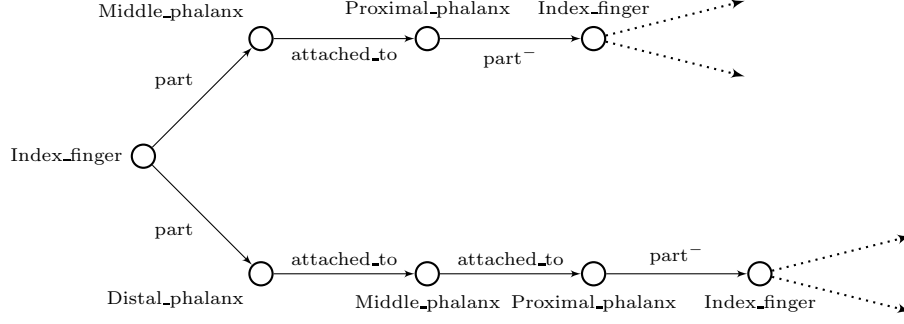 Middle_phalanx
Proximal_phalanx
Index_finger
attached_to
part⁻
part
Index_finger
part
attached_to
attached_to
part⁻
Distal_phalanx
Middle_phalanx
Proximal_phalanx
Index_finger